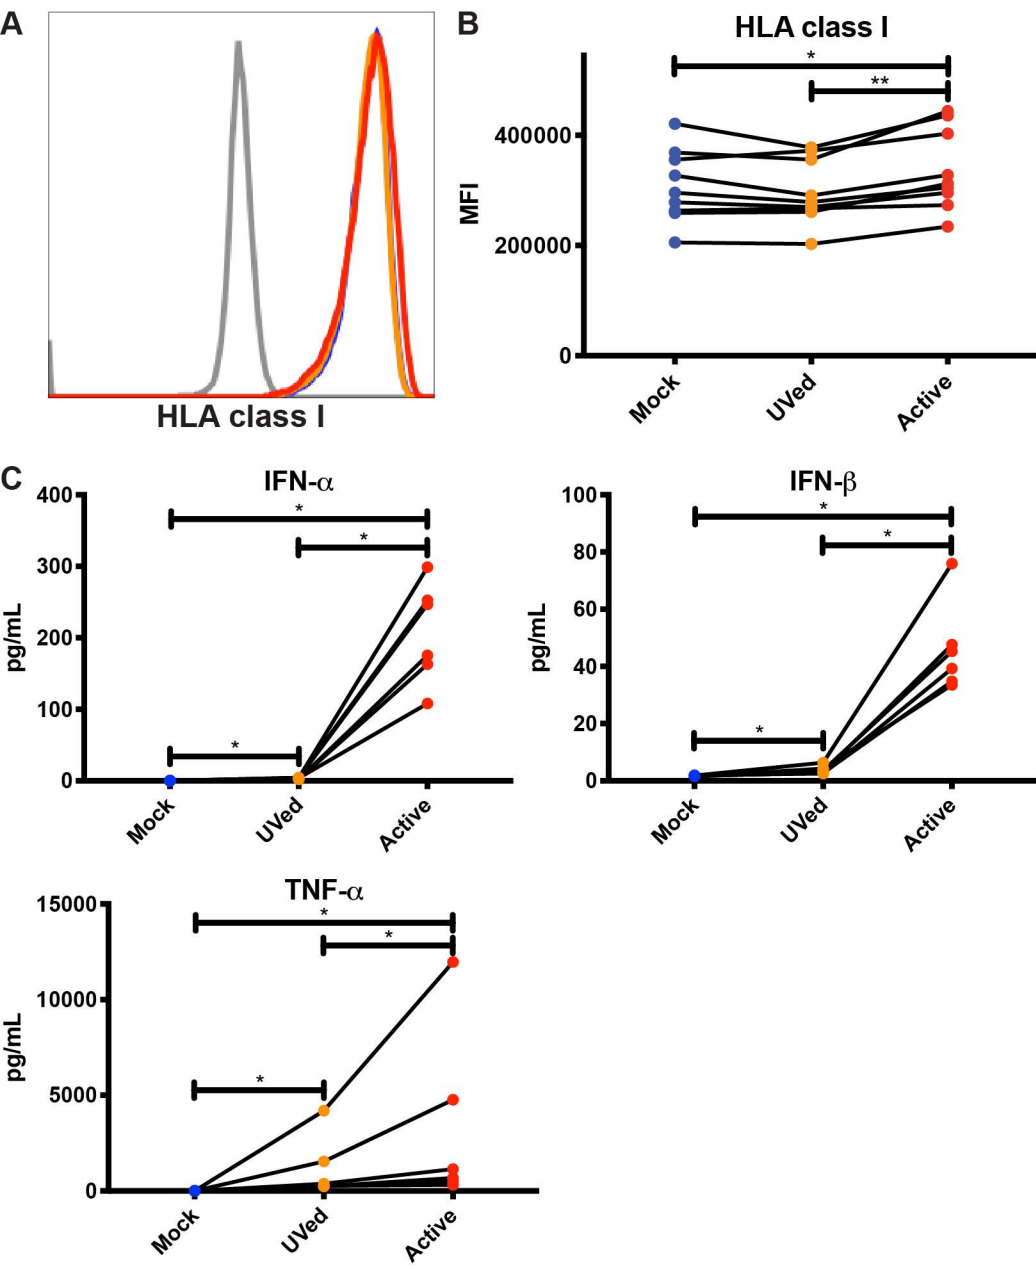 A
HLA class I
B
HLA class I
*
**
MFI
400000
200000
0
Mock
UVed
Active
C
IFN-α
pg/mL
400
300
200
100
0
*
*
*
Mock
UVed
Active
IFN-β
pg/mL
100
80
60
40
20
0
*
*
*
Mock
UVed
Active
TNF-α
pg/mL
15000
10000
5000
0
*
*
*
Mock
UVed
Active